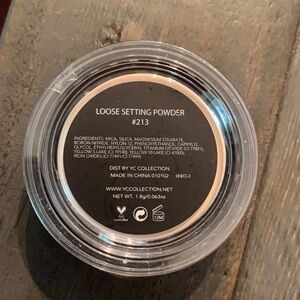 LOOSE SETTING POWDER
#213
INGREDIENTS: MICA, SILICA, MAGNESIUM STEARATE,
BORON NITRIDE, NYLON-12, PHENOXYETHANOL, CAPRYLYL
GLYCOL, ETHYLHEXYLGLYCERIN, TITANIUM DIOXIDE (CI 77891),
YELLOW 5 LAKE (CI 19140), YELLOW 10 LAKE (CI 47005),
IRON OXIDES (CI 77491/CI 77499)
DIST BY YC COLLECTION
MADE IN CHINA 010102
WWW.YCCOLLECTION.NET
NET WT. 1.8g/0.063oz
12M